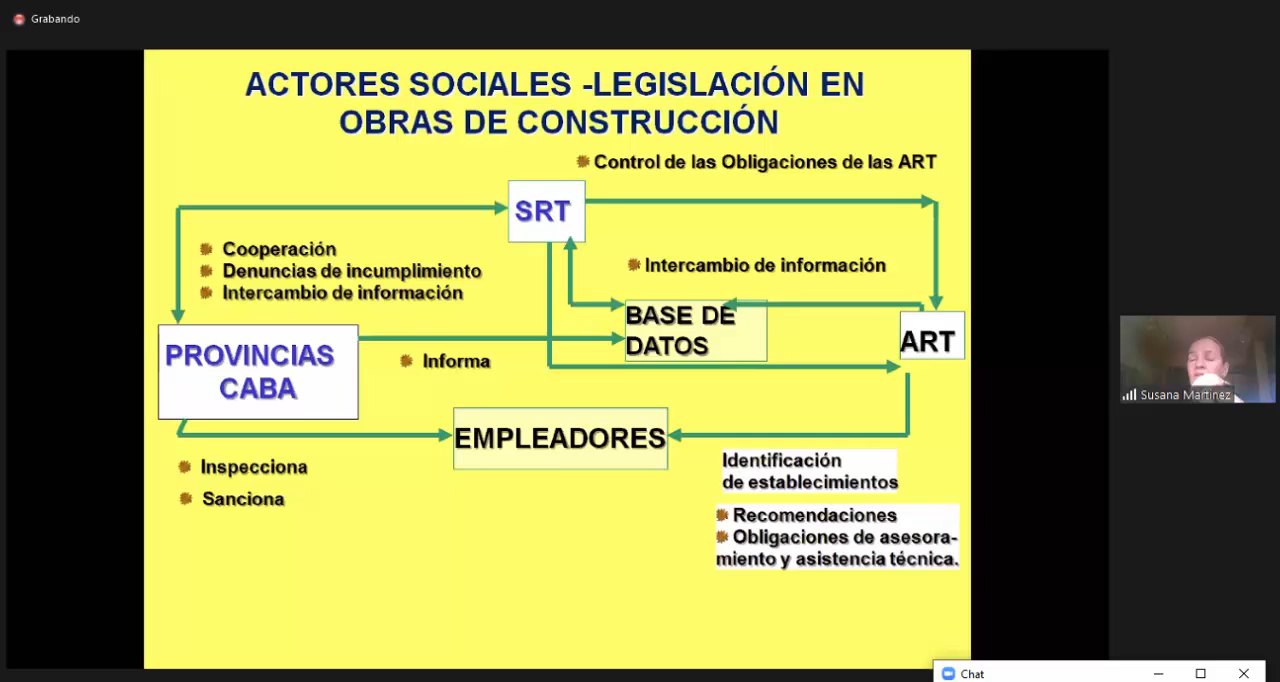 Grabando
ACTORES SOCIALES -LEGISLACIÓN EN
OBRAS DE CONSTRUCCIÓN
Control de las Obligaciones de las ART
SRT
Cooperación
Denuncias de incumplimiento
Intercambio de información
Intercambio de información
BASE DE
DATOS
ART
PROVINCIAS
CABA
Informa
EMPLEADORES
Inspecciona
Sanciona
Identificación
de establecimientos
Recomendaciones
Obligaciones de asesora-
miento y asistencia técnica.
Susana Martinez
Chat